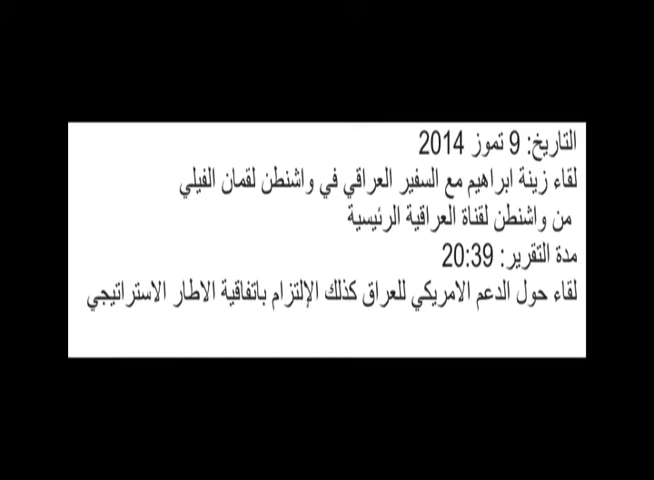 التاريخ: 9 تموز 2014
لقاء زينة ابراهيم مع السفير العراقي في واشنطن لقمان الفيلي
من واشنطن لقناة العراقية الرئيسية
مدة التقرير: 20:39
لقاء حول الدعم الامريكي للعراق كذلك الإلتزام باتفاقية الاطار الاستراتيجي